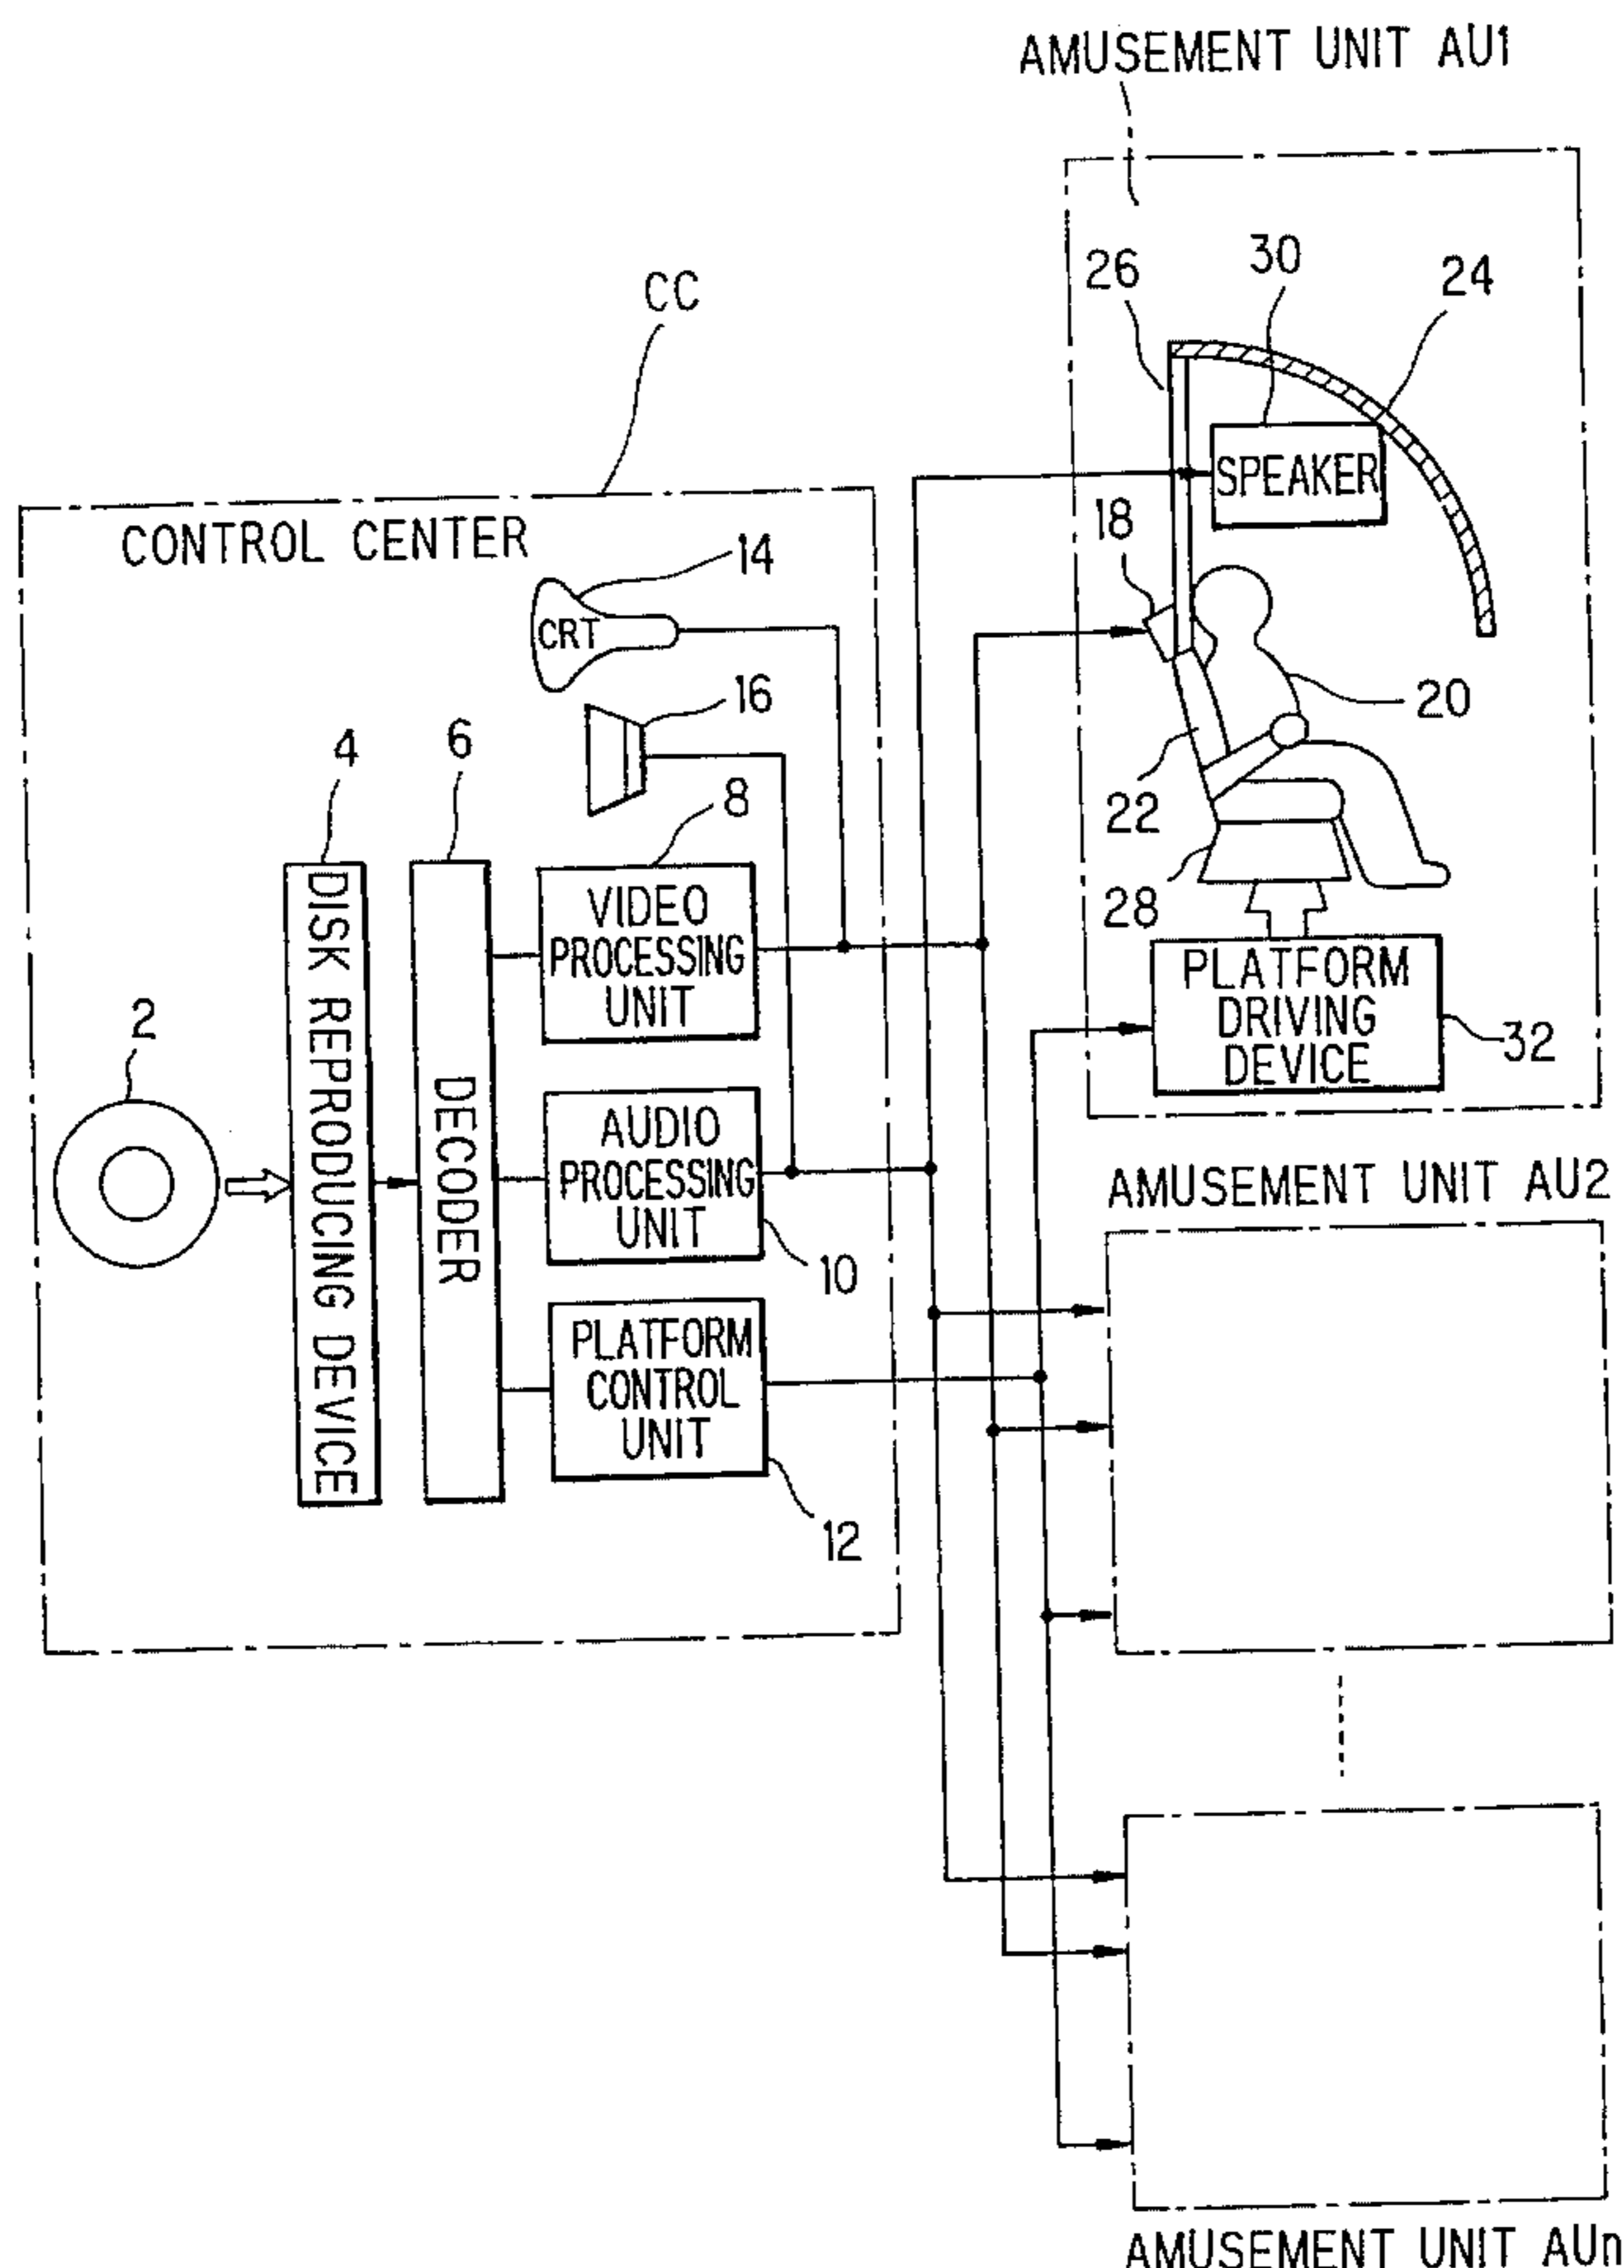 AMUSEMENT UNIT AU1
26
30
24
CC
SPEAKER
18
CONTROL CENTER
14
CRT
16
20
4
6
8
22
28
DISK REPRODUCING DEVICE
DECODER
VIDEO
PROCESSING
UNIT
PLATFORM
DRIVING
DEVICE
32
2
AUDIO
PROCESSING
UNIT
10
AMUSEMENT UNIT AU2
PLATFORM
CONTROL
UNIT
12
AMUSEMENT UNIT AUn